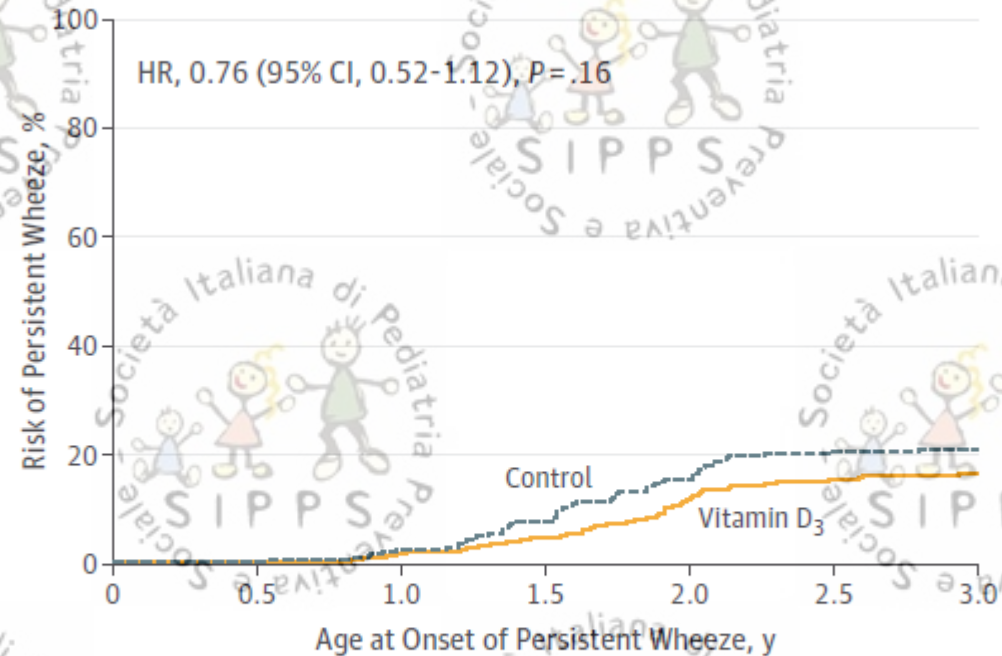 100
HR, 0.76 (95% CI, 0.52-1.12), P = .16
80
60
40
20
0
Risk of Persistent Wheeze, %
Control
Vitamin D3
0
0.5
1.0
1.5
2.0
2.5
3.0
Age at Onset of Persistent Wheeze, y
Società Italiana di Pediatria Preventiva e Sociale -
SIPPS
SIPPS